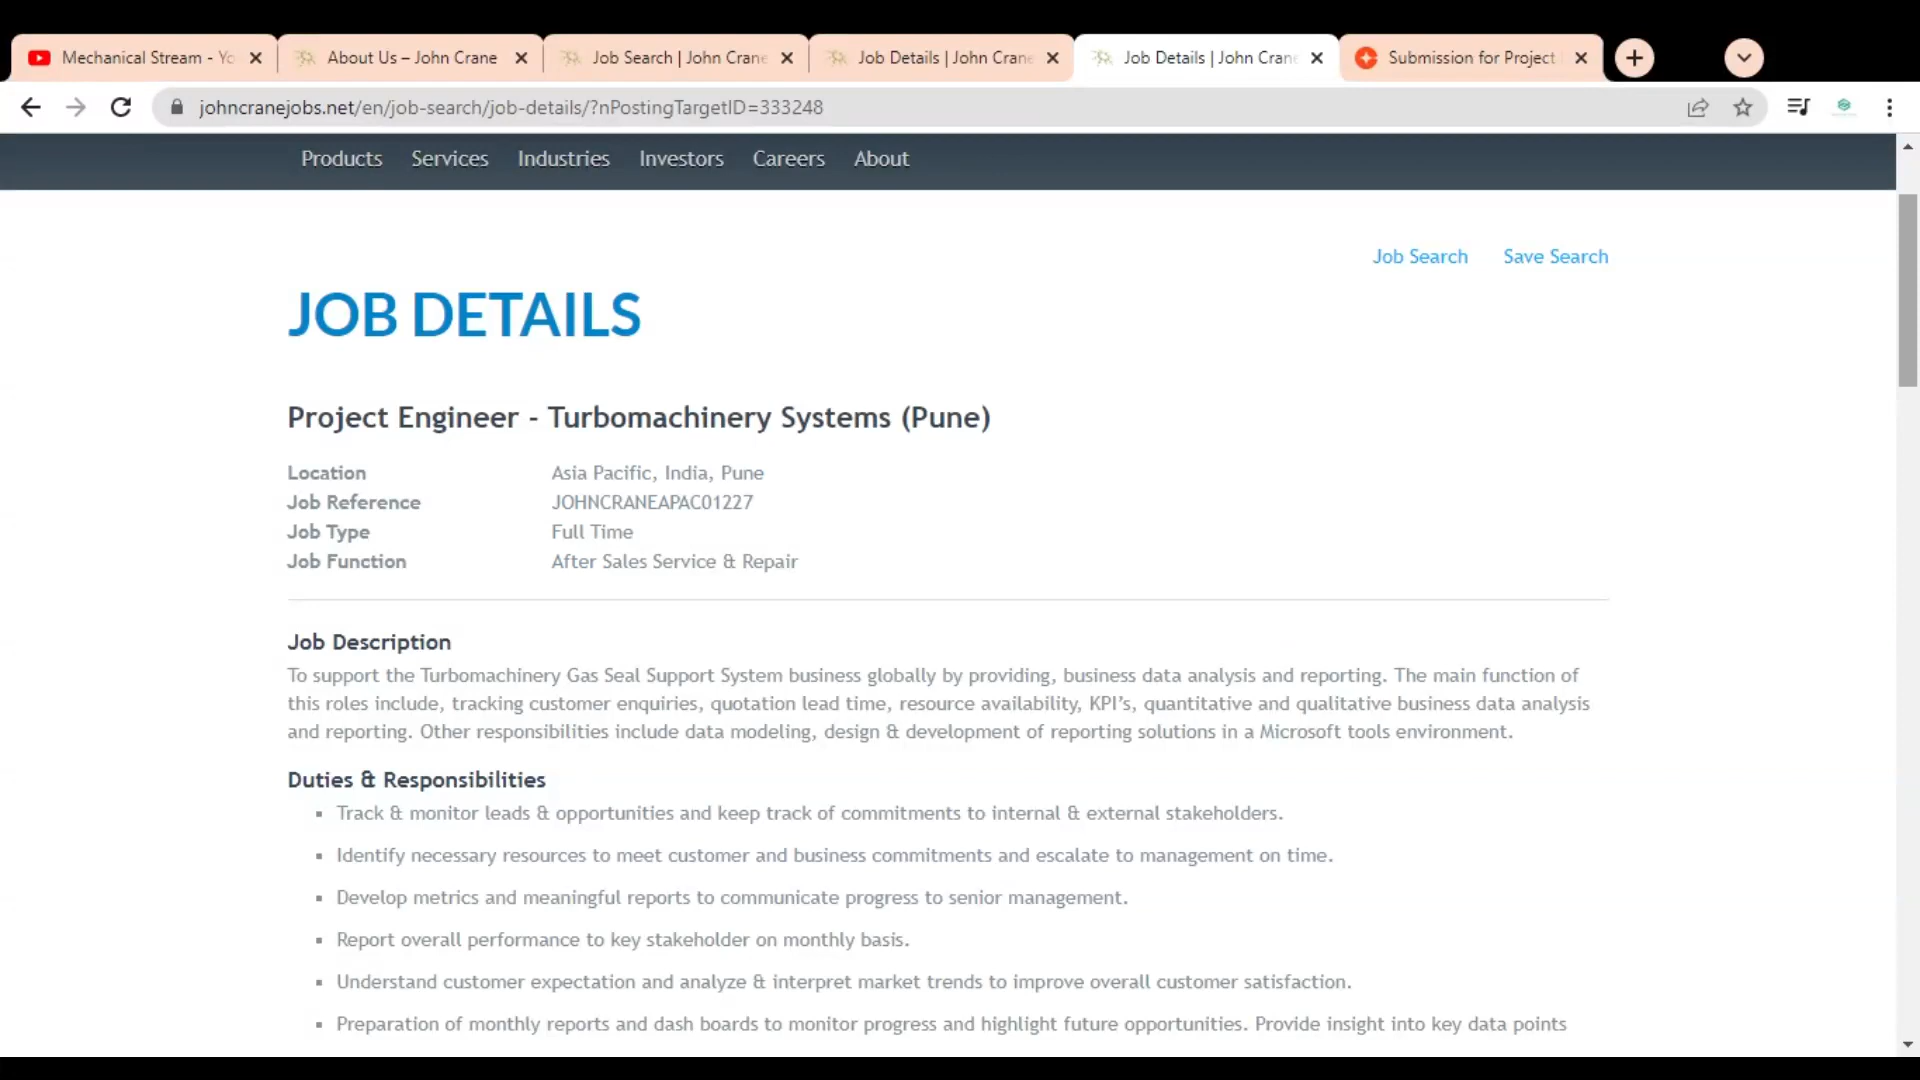 Mechanical Stream - Yo
About Us – John Crane
Job Search | John Crane
Job Details | John Crane
Job Details | John Crane
Submission for Project
johncranejobs.net/en/job-search/job-details/?nPostingTargetID=333248
Products Services Industries Investors Careers About
Job Search Save Search
JOB DETAILS
Project Engineer - Turbomachinery Systems (Pune)
Location Asia Pacific, India, Pune
Job Reference JOHNCRANEAPAC01227
Job Type Full Time
Job Function After Sales Service & Repair
Job Description
To support the Turbomachinery Gas Seal Support System business globally by providing, business data analysis and reporting. The main function of
this roles include, tracking customer enquiries, quotation lead time, resource availability, KPI’s, quantitative and qualitative business data analysis
and reporting. Other responsibilities include data modeling, design & development of reporting solutions in a Microsoft tools environment.
Duties & Responsibilities
▪ Track & monitor leads & opportunities and keep track of commitments to internal & external stakeholders.
▪ Identify necessary resources to meet customer and business commitments and escalate to management on time.
▪ Develop metrics and meaningful reports to communicate progress to senior management.
▪ Report overall performance to key stakeholder on monthly basis.
▪ Understand customer expectation and analyze & interpret market trends to improve overall customer satisfaction.
▪ Preparation of monthly reports and dash boards to monitor progress and highlight future opportunities. Provide insight into key data points